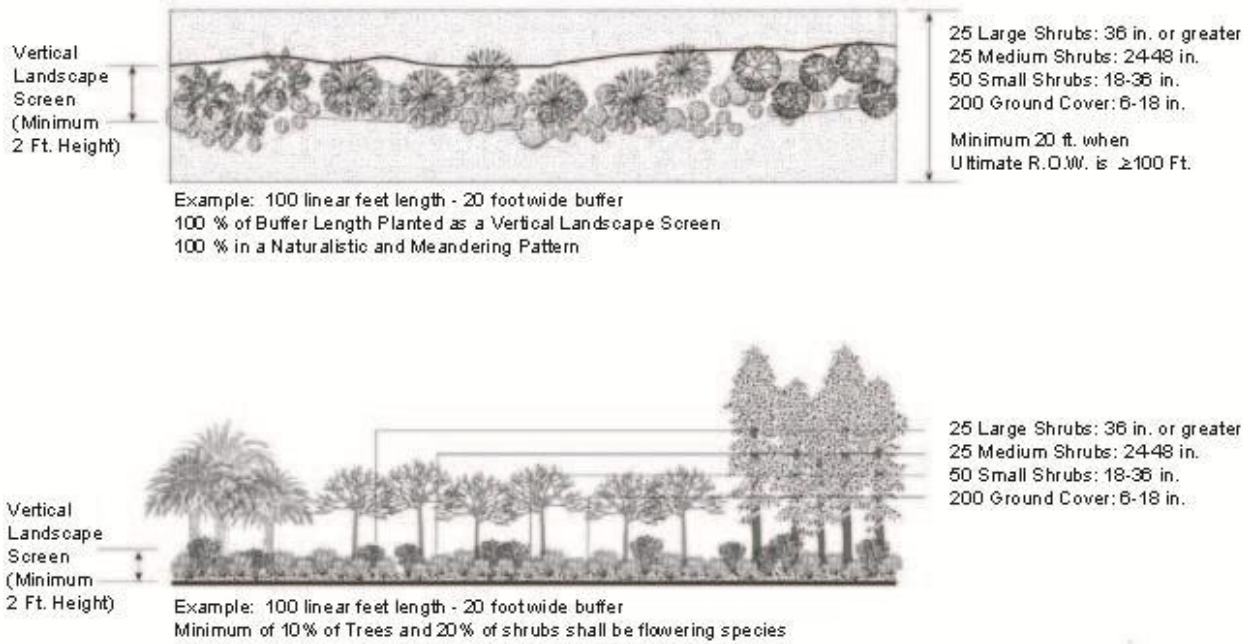 Vertical
Landscape
Screen
(Minimum
2 Ft. Height)
25 Large Shrubs: 36 in. or greater
25 Medium Shrubs: 24-48 in.
50 Small Shrubs: 18-36 in.
200 Ground Cover: 6-18 in.
Minimum 20 ft. when
Ultimate R.O.W. is ≥100 Ft.
Example: 100 linear feet length - 20 foot wide buffer
100 % of Buffer Length Planted as a Vertical Landscape Screen
100 % in a Naturalistic and Meandering Pattern
25 Large Shrubs: 36 in. or greater
25 Medium Shrubs: 24-48 in.
50 Small Shrubs: 18-36 in.
200 Ground Cover: 6-18 in.
Vertical
Landscape
Screen
(Minimum
2 Ft. Height)
Example: 100 linear feet length - 20 foot wide buffer
Minimum of 10% of Trees and 20% of shrubs shall be flowering species